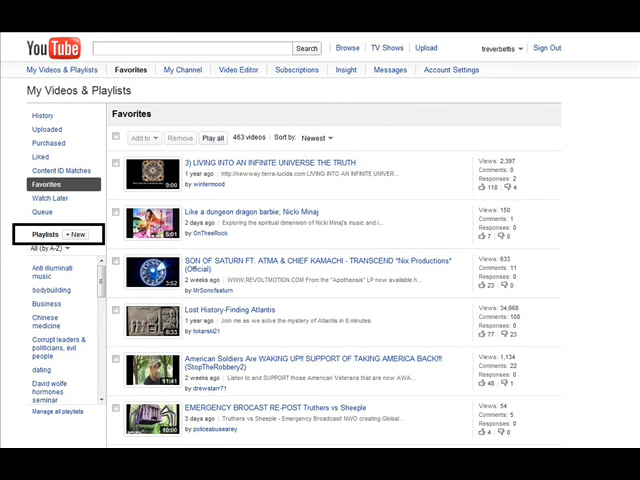 YouTube
Search
Browse
TV Shows
Upload
treverbettis
Sign Out
My Videos & Playlists
Favorites
My Channel
Video Editor
Subscriptions
Insight
Messages
Account Settings
My Videos & Playlists
History
Uploaded
Purchased
Liked
Content ID Matches
Favorites
Watch Later
Queue
Playlists
+ New
All (by A-Z)
Anti illuminati
music
bodybuilding
Business
Chinese
medicine
Corrupt leaders &
politicians, evil
people
dating
David wolfe
hormones
seminar
Manage all playlists
Favorites
Add to
Remove
Play all
463 videos
Sort by:
Newest
9:00
3) LIVING INTO AN INFINITE UNIVERSE THE TRUTH
1 year ago | http://newway.terra-lucida.com LIVING INTO AN INFINITE UNIVER...
by wintermood
Views: 2,397
Comments: 0
Responses: 2
118 4
5:01
Like a dungeon dragon barbie; Nicki Minaj
2 days ago | Exploring the spiritual dimension of Nicki Minaj's music and i...
by OnTheeRock
Views: 150
Comments: 1
Responses: 0
7 0
3:52
SON OF SATURN FT. ATMA & CHIEF KAMACHI - TRANSCEND "Nix Productions"
(Official)
2 weeks ago | WWW.REVOLTMOTION.COM From the "Apotheosis" LP now available h...
by MrSonofsaturn
Views: 633
Comments: 11
Responses: 0
23 0
8:33
Lost History-Finding Atlantis
1 year ago | Join me as we solve the mystery of Atlantis in 8 minutes.
by tokarski21
Views: 34,668
Comments: 188
Responses: 0
77 23
11:41
American Soldiers Are WAKING UP!! SUPPORT OF TAKING AMERICA BACK!!!
(StopTheRobbery2)
2 weeks ago | Listen to and SUPPORT those American Veterans that are now AWA...
by drewstarr71
Views: 1,134
Comments: 22
Responses: 0
48 1
10:00
EMERGENCY BROCAST RE-POST Truthers vs Sheeple
3 days ago | Truthers vs Sheeple - Emergency Broadcast! NWO creating Global...
by policeabusearey
Views: 54
Comments: 5
Responses: 0
4 0